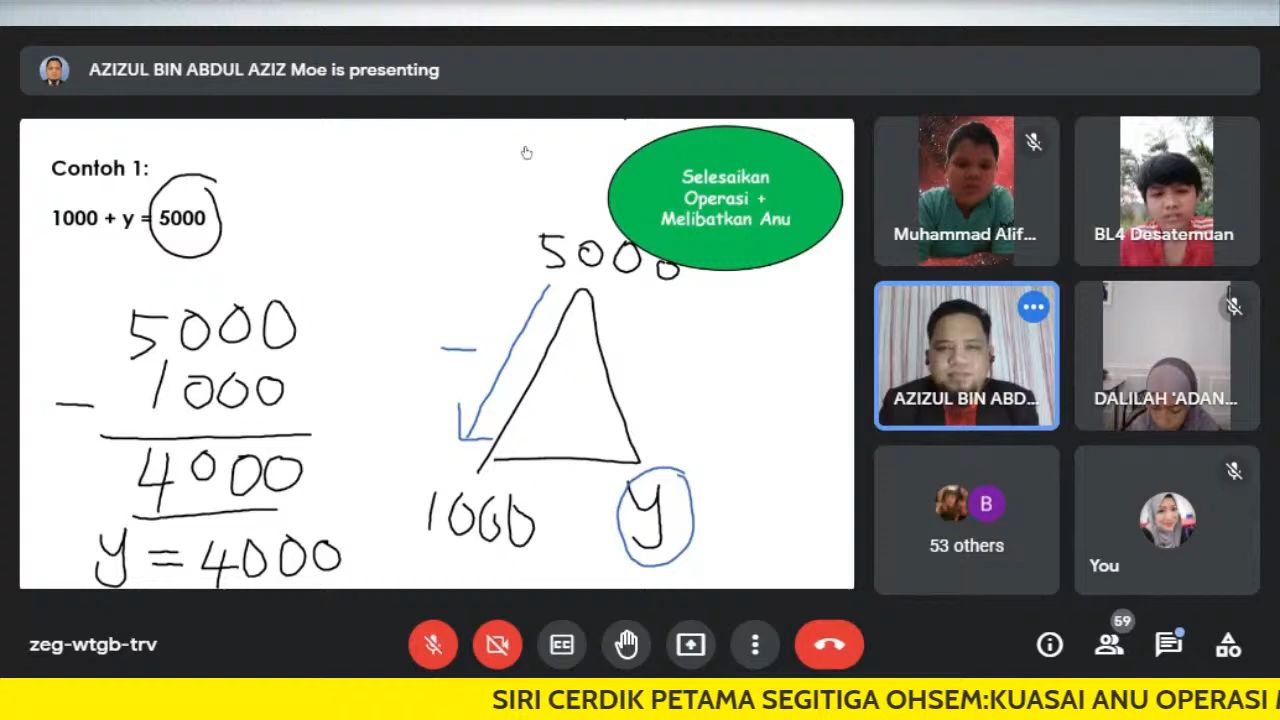 AZIZUL BIN ABDUL AZIZ Moe is presenting
Contoh 1:
1000 + y = 5000
Selesaikan
Operasi +
Melibatkan Anu
5000
5000
– 1000
4000
y = 4000
–
1000
y
Muhammad Alif...
BL4 Desatemuan
AZIZUL BIN ABD...
DALILAH 'ADAN...
B
53 others
You
zeg-wtgb-trv
CC
59
SIRI CERDIK PETAMA SEGITIGA OHSEM:KUASAI ANU OPERASI